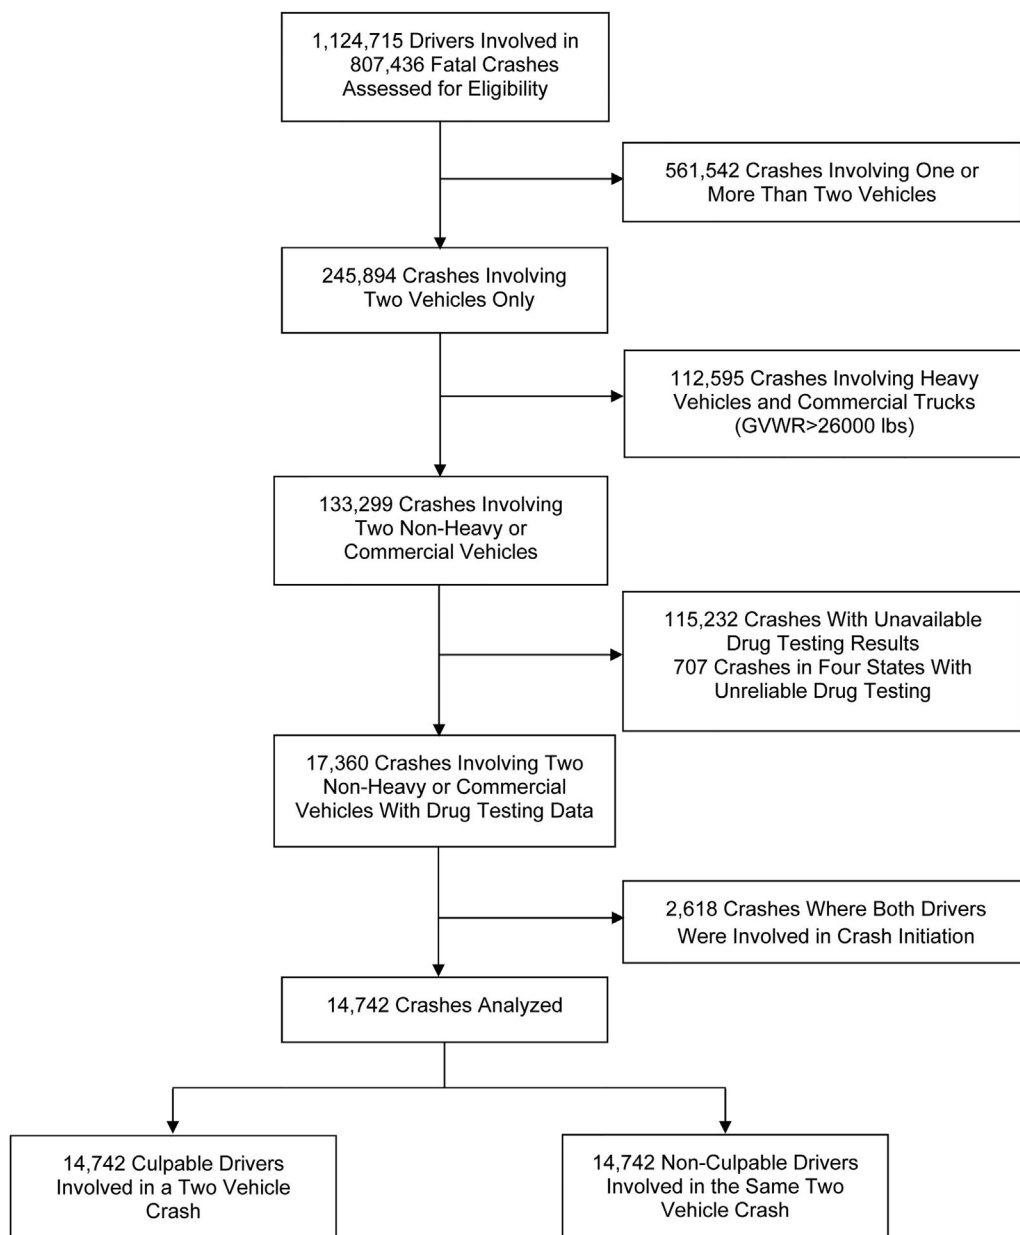 1,124,715 Drivers Involved in
807,436 Fatal Crashes
Assessed for Eligibility
561,542 Crashes Involving One or
More Than Two Vehicles
245,894 Crashes Involving
Two Vehicles Only
112,595 Crashes Involving Heavy
Vehicles and Commercial Trucks
(GVWR>26000 lbs)
133,299 Crashes Involving
Two Non-Heavy or
Commercial Vehicles
115,232 Crashes With Unavailable
Drug Testing Results
707 Crashes in Four States With
Unreliable Drug Testing
17,360 Crashes Involving Two
Non-Heavy or Commercial
Vehicles With Drug Testing Data
2,618 Crashes Where Both Drivers
Were Involved in Crash Initiation
14,742 Crashes Analyzed
14,742 Culpable Drivers
Involved in a Two Vehicle
Crash
14,742 Non-Culpable Drivers
Involved in the Same Two
Vehicle Crash